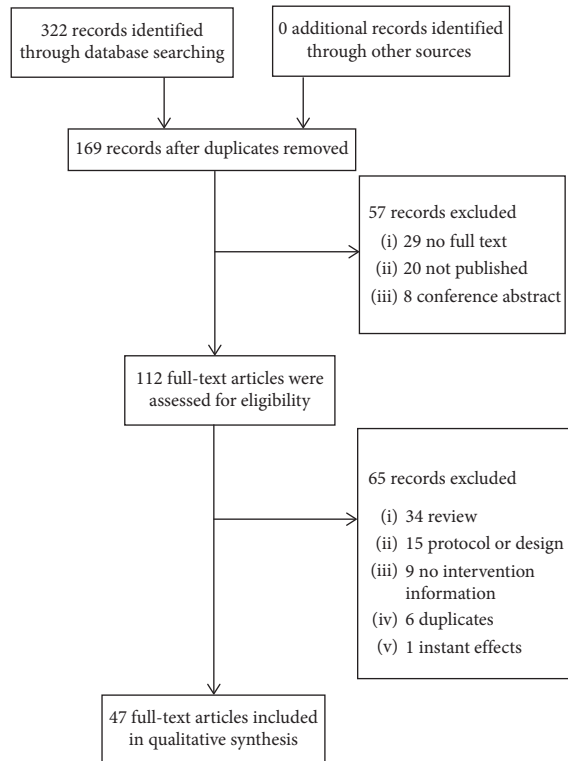 322 records identified
through database searching
0 additional records identified
through other sources
169 records after duplicates removed
57 records excluded
(i) 29 no full text
(ii) 20 not published
(iii) 8 conference abstract
112 full-text articles were
assessed for eligibility
65 records excluded
(i) 34 review
(ii) 15 protocol or design
(iii) 9 no intervention
information
(iv) 6 duplicates
(v) 1 instant effects
47 full-text articles included
in qualitative synthesis